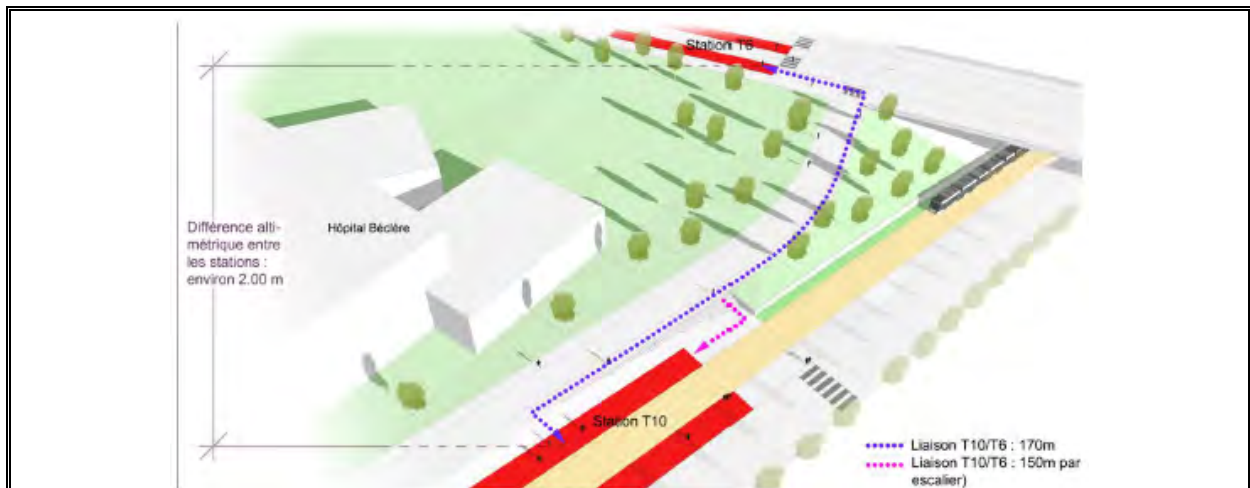 Station T6
Différence alti-
métrique entre
les stations :
environ 2.00 m
Hôpital Béclère
Station T10
Liaison T10/T6 : 170m
Liaison T10/T6 : 150m par
escalier)